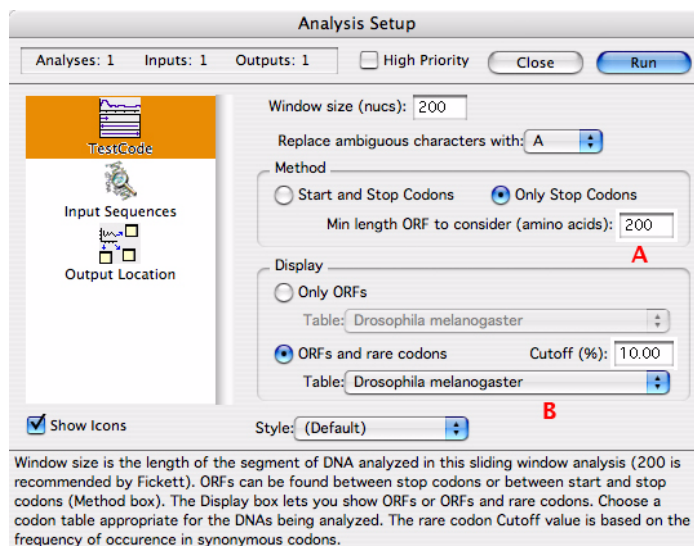 Analysis Setup
Analyses: 1 Inputs: 1 Outputs: 1 High Priority Close Run
TestCode
Input Sequences
Output Location
Window size (nucs): 200
Replace ambiguous characters with: A
Method
Start and Stop Codons Only Stop Codons
Min length ORF to consider (amino acids): 200
A
Display
Only ORFs
Table: Drosophila melanogaster
ORFs and rare codons Cutoff (%): 10.00
Table: Drosophila melanogaster
B
Show Icons Style: (Default)
Window size is the length of the segment of DNA analyzed in this sliding window analysis (200 is
recommended by Fickett). ORFs can be found between stop codons or between start and stop
codons (Method box). The Display box lets you show ORFs or ORFs and rare codons. Choose a
codon table appropriate for the DNAs being analyzed. The rare codon Cutoff value is based on the
frequency of occurence in synonymous codons.